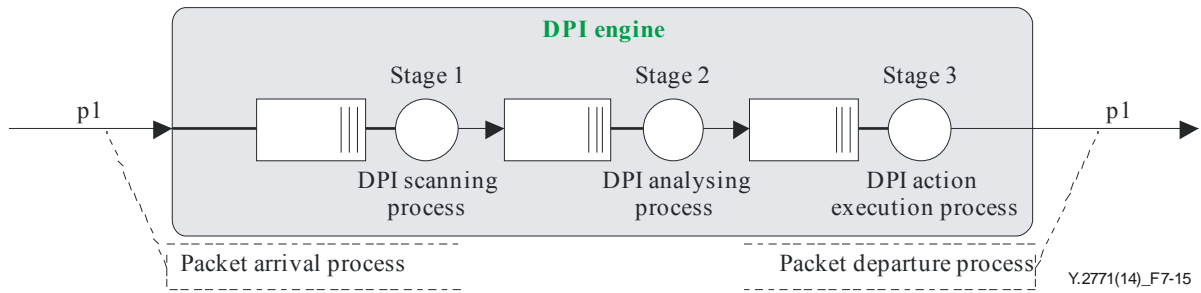 DPI engine
Stage 1
Stage 2
Stage 3
p1
p1
DPI scanning
process
DPI analysing
process
DPI action
execution process
Packet arrival process
Packet departure process
Y.2771(14)_F7-15